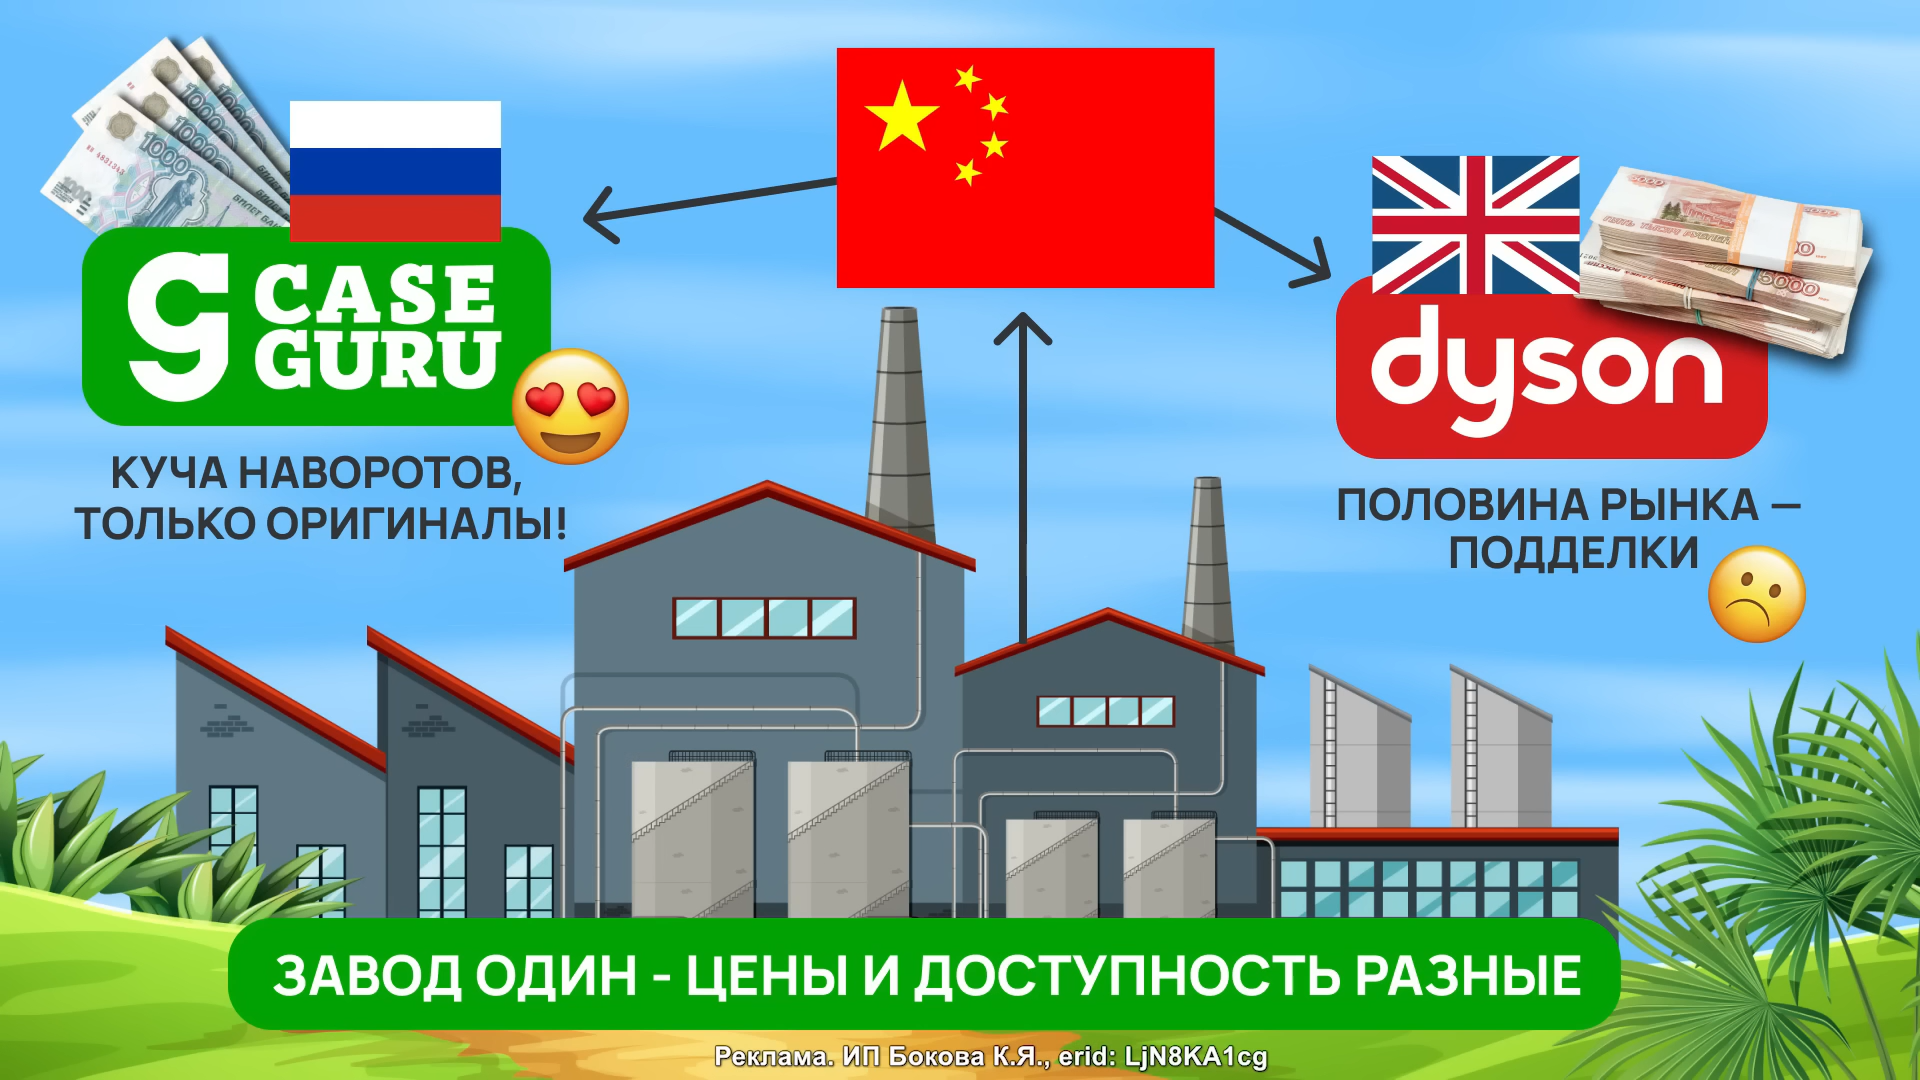 CASE
GURU
КУЧА НАВОРОТОВ,
ТОЛЬКО ОРИГИНАЛЫ!
dyson
ПОЛОВИНА РЫНКА —
ПОДДЕЛКИ
ЗАВОД ОДИН - ЦЕНЫ И ДОСТУПНОСТЬ РАЗНЫЕ
Реклама. ИП Бокова К.Я., erid: LjN8KA1cg